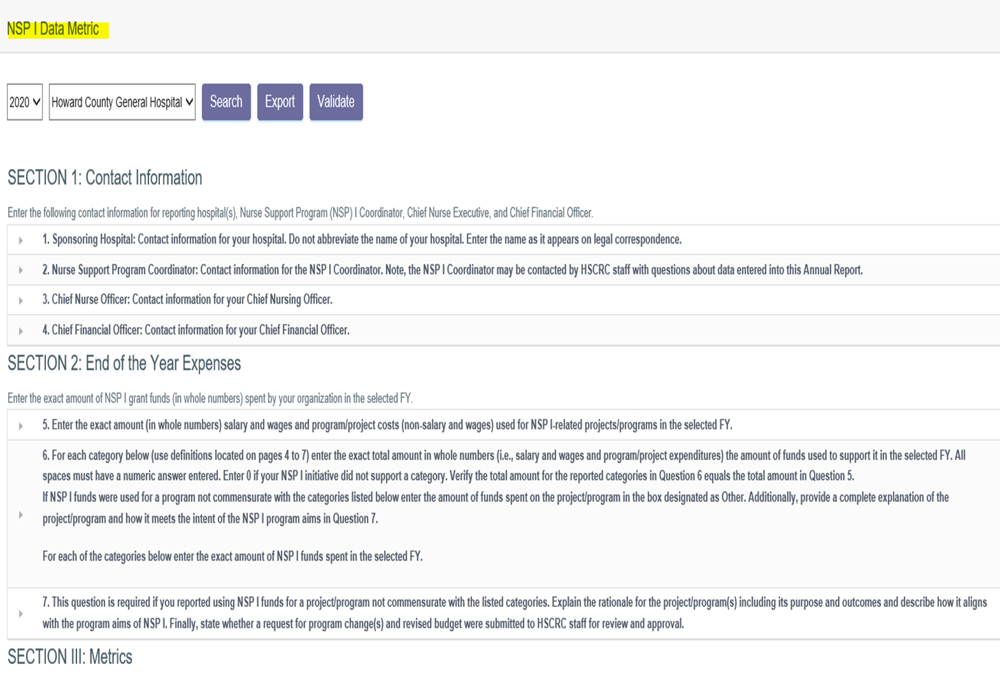 NSP I Data Metric
2020 Howard County General Hospital Search Export Validate
SECTION 1: Contact Information
Enter the following contact information for reporting hospital(s), Nurse Support Program (NSP) I Coordinator, Chief Nurse Executive, and Chief Financial Officer.
1. Sponsoring Hospital: Contact information for your hospital. Do not abbreviate the name of your hospital. Enter the name as it appears on legal correspondence.
2. Nurse Support Program Coordinator: Contact information for the NSP I Coordinator. Note, the NSP I Coordinator may be contacted by HSCRC staff with questions about data entered into this Annual Report.
3. Chief Nurse Officer: Contact information for your Chief Nursing Officer.
4. Chief Financial Officer: Contact information for your Chief Financial Officer.
SECTION 2: End of the Year Expenses
Enter the exact amount of NSP I grant funds (in whole numbers) spent by your organization in the selected FY.
5. Enter the exact amount (in whole numbers) salary and wages and program/project costs (non-salary and wages) used for NSP I-related projects/programs in the selected FY.
6. For each category below (use definitions located on pages 4 to 7) enter the exact total amount in whole numbers (i.e., salary and wages and program/project expenditures) the amount of funds used to support it in the selected FY. All
spaces must have a numeric answer entered. Enter 0 if your NSP I initiative did not support a category. Verify the total amount for the reported categories in Question 6 equals the total amount in Question 5.
If NSP I funds were used for a program not commensurate with the categories listed below enter the amount of funds spent on the project/program in the box designated as Other. Additionally, provide a complete explanation of the
project/program and how it meets the intent of the NSP I program aims in Question 7.
For each of the categories below enter the exact amount of NSP I funds spent in the selected FY.
7. This question is required if you reported using NSP I funds for a project/program not commensurate with the listed categories. Explain the rationale for the project/program(s) including its purpose and outcomes and describe how it aligns
with the program aims of NSP I. Finally, state whether a request for program change(s) and revised budget were submitted to HSCRC staff for review and approval.
SECTION III: Metrics